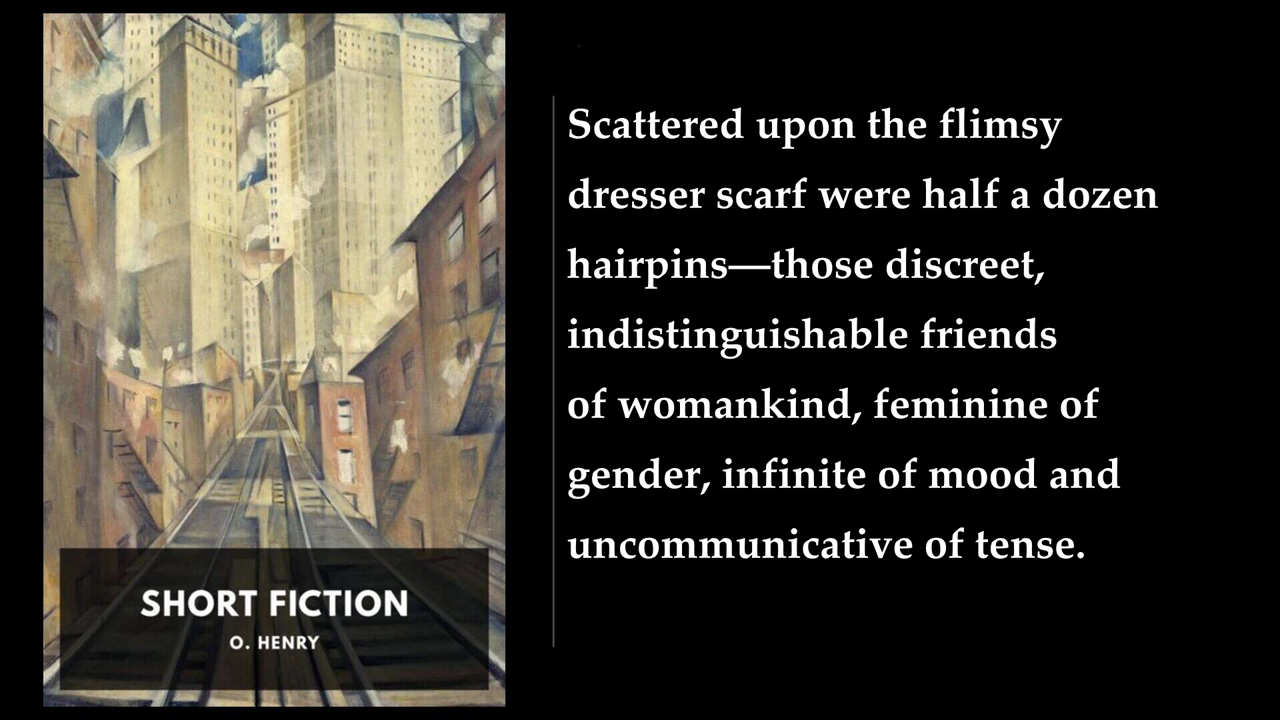 Scattered upon the flimsy
dresser scarf were half a dozen
hairpins—those discreet,
indistinguishable friends
of womankind, feminine of
gender, infinite of mood and
uncommunicative of tense.
SHORT FICTION
O. HENRY